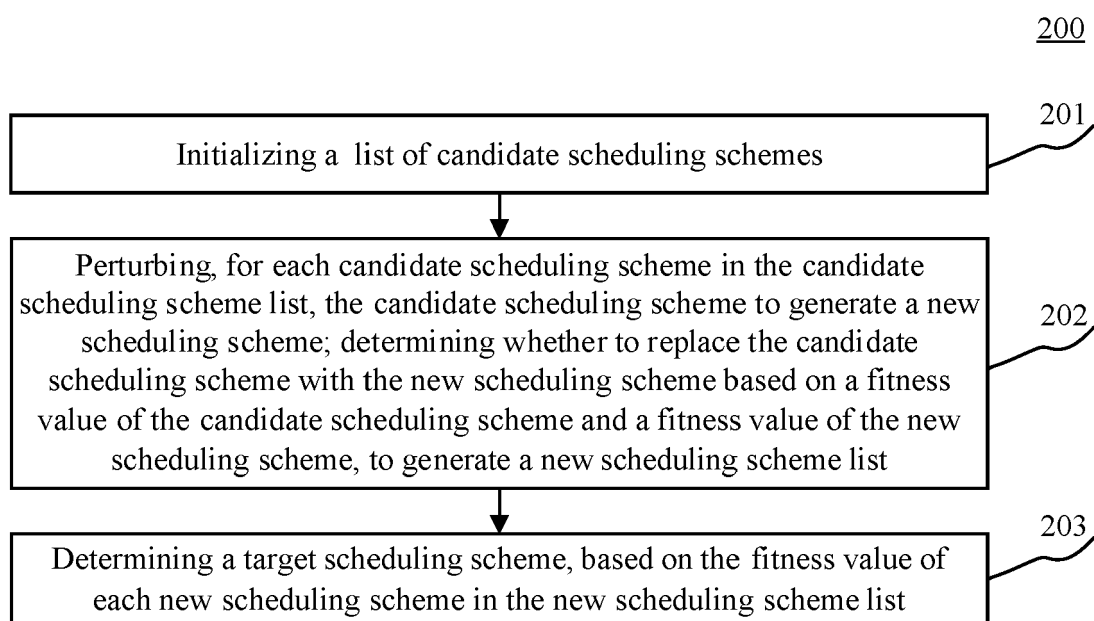 200
201
Initializing a list of candidate scheduling schemes
Perturbing, for each candidate scheduling scheme in the candidate
scheduling scheme list, the candidate scheduling scheme to generate a new
scheduling scheme; determining whether to replace the candidate
scheduling scheme with the new scheduling scheme based on a fitness
value of the candidate scheduling scheme and a fitness value of the new
scheduling scheme, to generate a new scheduling scheme list
202
203
Determining a target scheduling scheme, based on the fitness value of
each new scheduling scheme in the new scheduling scheme list